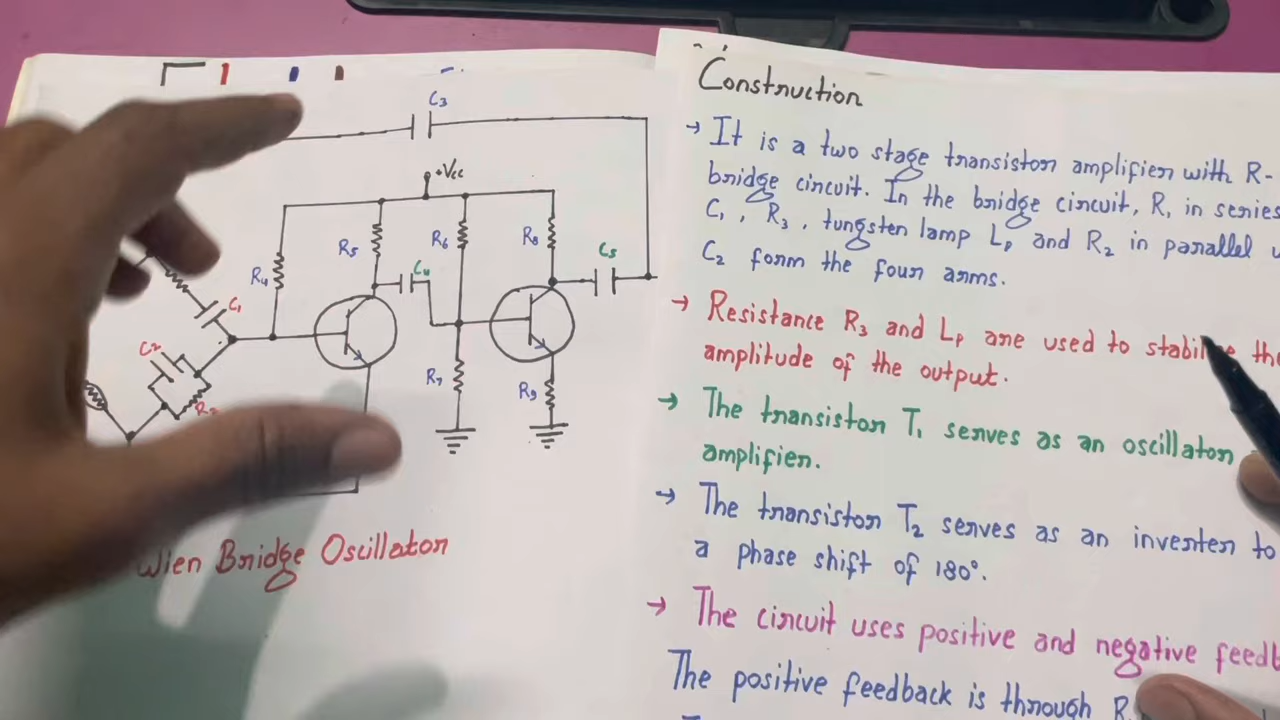 C3
+Vcc
R5
R6
R8
C4
C5
R4
C1
C2
R7
R9
Wien Bridge Oscillator
Construction
→ It is a two stage transistor amplifier with R-
bridge circuit. In the bridge circuit, R1 in series
C1, R3, tungsten lamp Lp and R2 in parallel
C2 form the four arms.
→ Resistance R3 and Lp are used to the
amplitude of the output.
→ The transistor T1 serves as an oscillator
amplifier.
→ The transistor T2 serves as an inverter to
a phase shift of 180°.
→ The circuit uses positive and negative
The positive feedback is through R